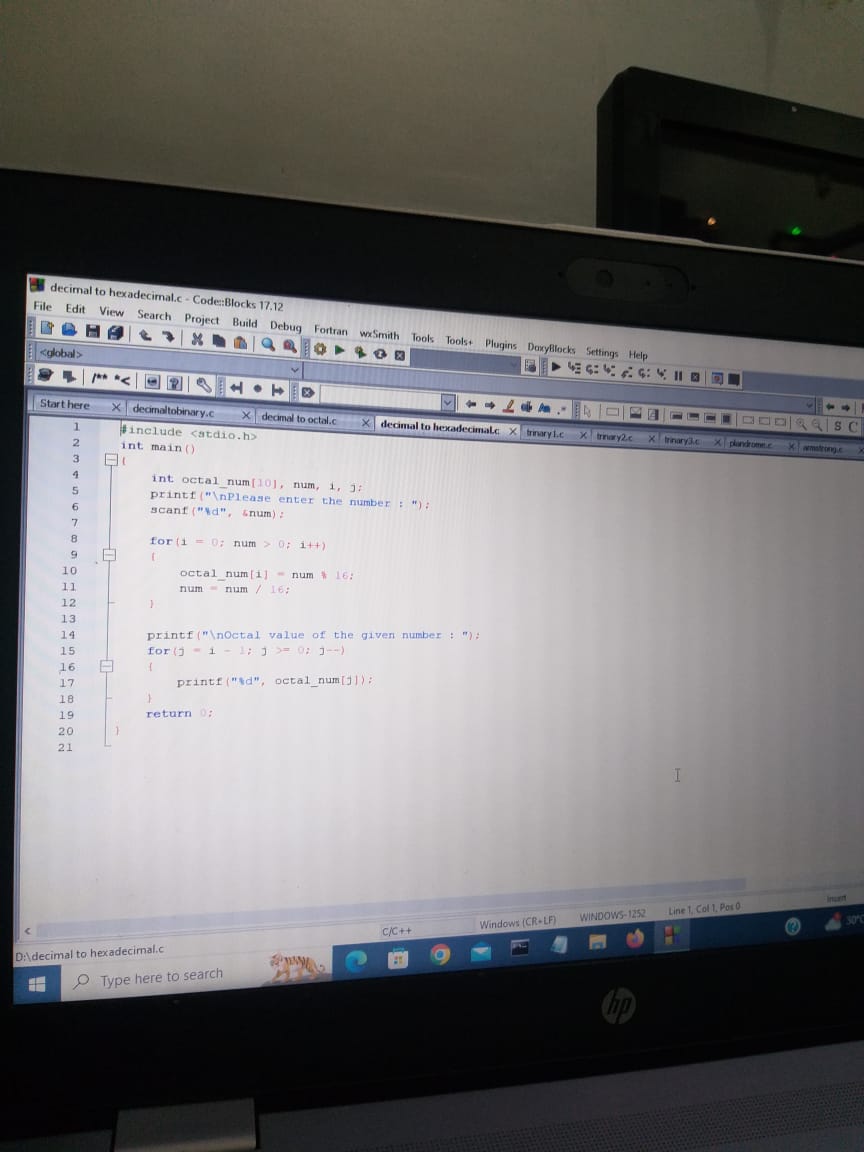 decimal to hexadecimal.c - Code::Blocks 17.12
File Edit View Search Project Build Debug Fortran wxSmith Tools Tools+ Plugins DoxyBlocks Settings Help
<global>
/** *<
S C
Start here decimaltobinary.c decimal to octal.c decimal to hexadecimal.c trinary1.c trinary2.c trinary3.c plandrome.c armstrong.c
1 #include <stdio.h>
2 int main()
3 {
4 int octal_num[10], num, i, j;
5 printf("\nPlease enter the number : ");
6 scanf("%d", &num);
7
8 for(i = 0; num > 0; i++)
9 {
10 octal_num[i] = num % 16;
11 num = num / 16;
12 }
13
14 printf("\nOctal value of the given number : ");
15 for(j = i - 1; j >= 0; j--)
16 {
17 printf("%d", octal_num[j]);
18 }
19 return 0;
20 }
21
D:\decimal to hexadecimal.c C/C++ Windows (CR+LF) WINDOWS-1252 Line 1, Col 1, Pos 0 Insert
Type here to search 30°C
hp